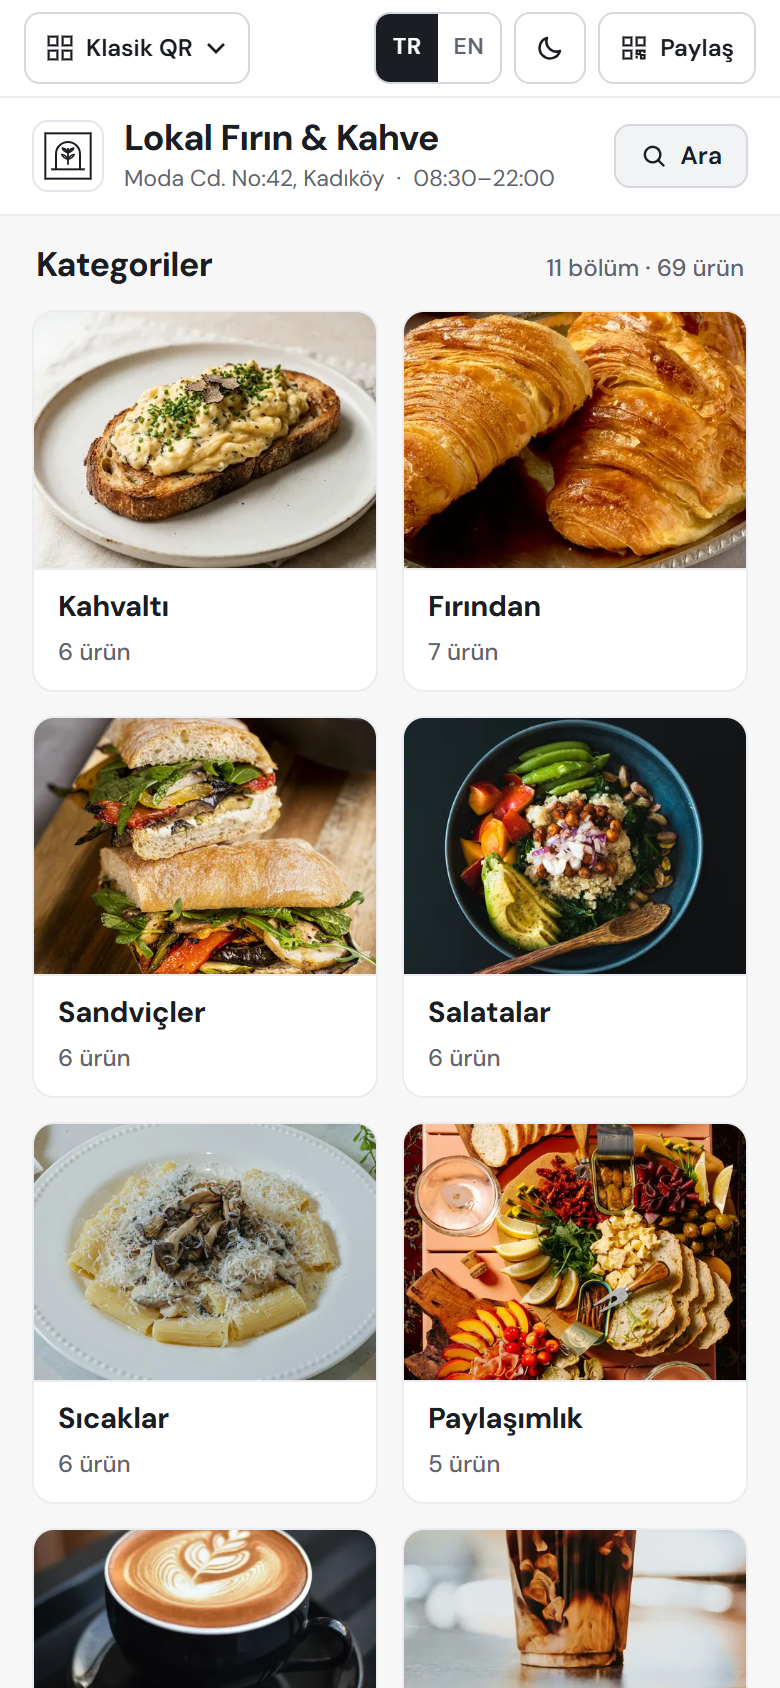 Klasik QR
TR
EN
Paylaş
Lokal Fırın & Kahve
Moda Cd. No:42, Kadıköy · 08:30–22:00
Ara
Kategoriler
11 bölüm · 69 ürün
Kahvaltı
6 ürün
Fırından
7 ürün
Sandviçler
6 ürün
Salatalar
6 ürün
Sıcaklar
6 ürün
Paylaşımlık
5 ürün